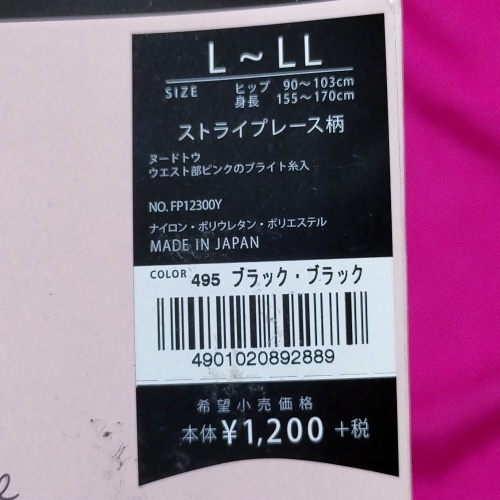 L～LL
SIZE
ヒップ 90～103cm
身長 155～170cm
ストライプレース柄
ヌードトウ
ウエスト部ピンクのブライト糸入
NO. FP12300Y
ナイロン・ポリウレタン・ポリエステル
MADE IN JAPAN
COLOR 495 ブラック・ブラック
4901020892889
希望小売価格
本体¥1,200+税